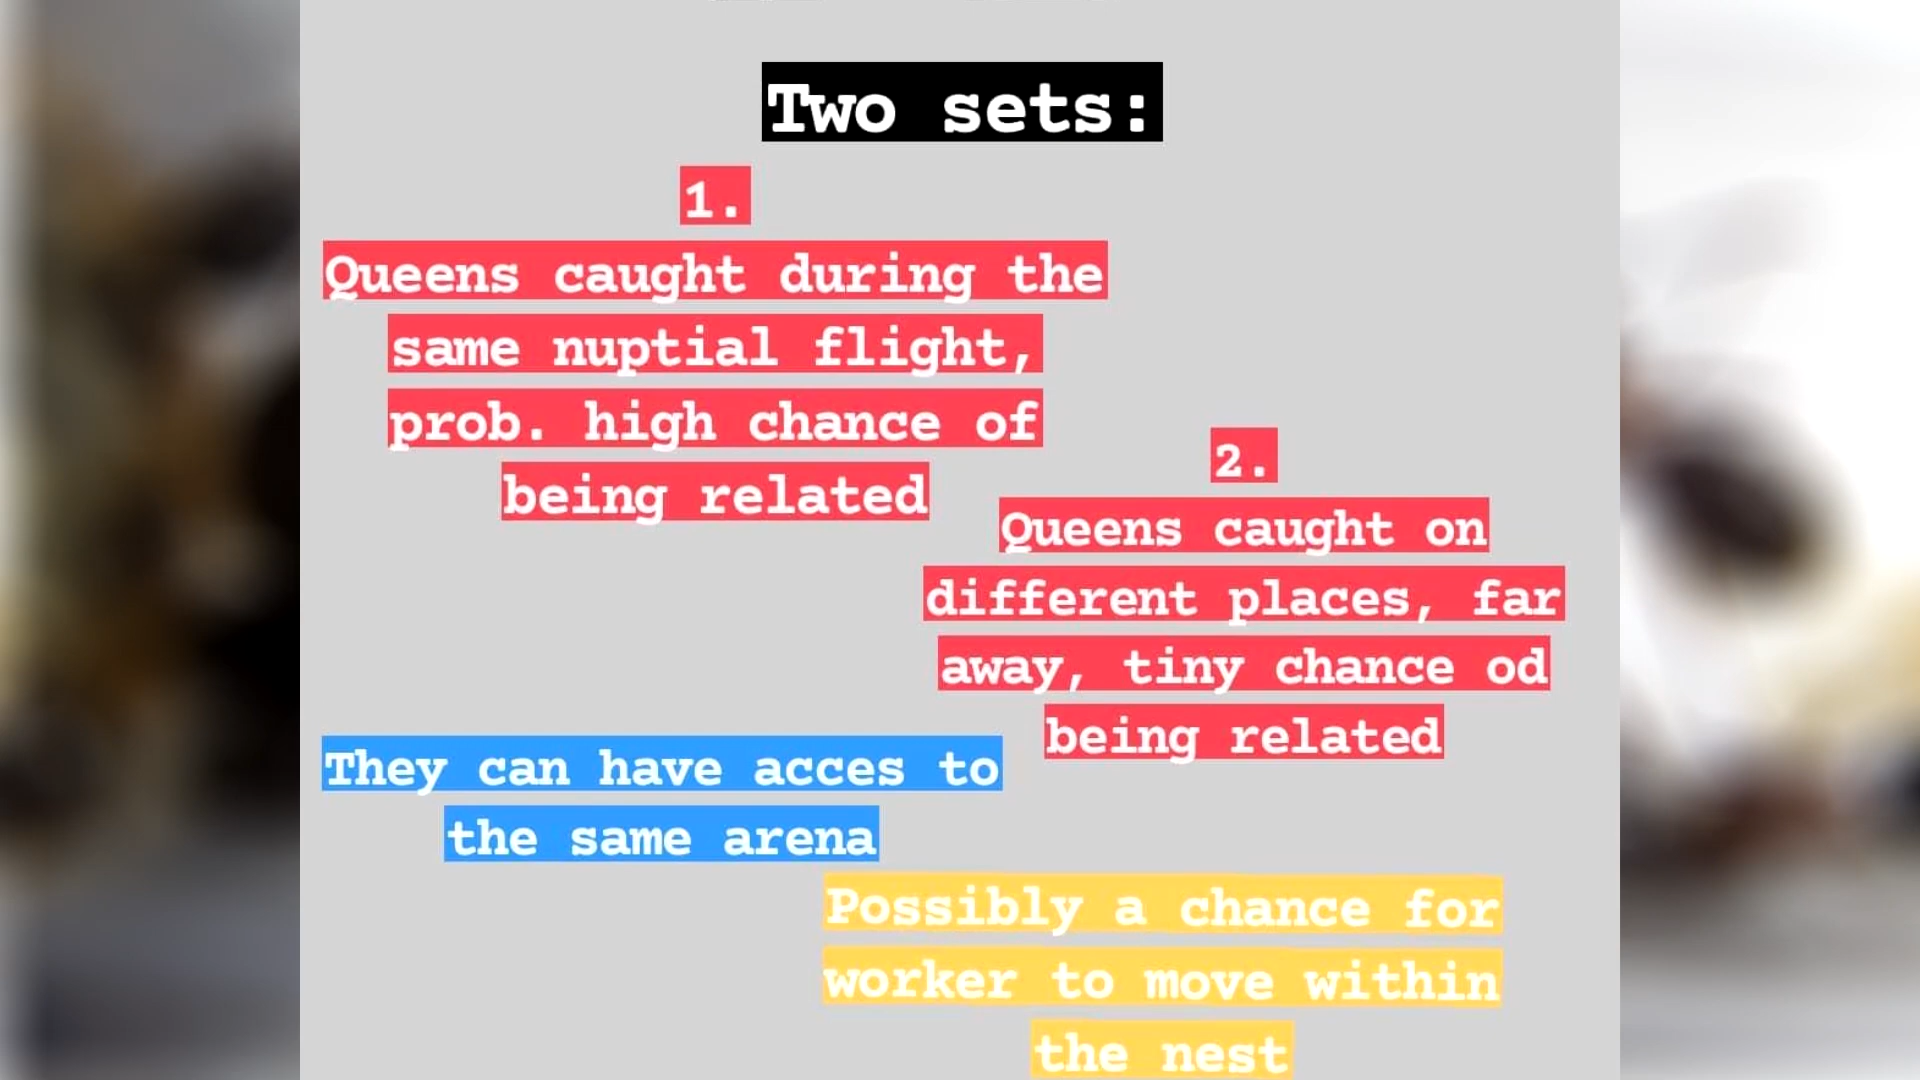 Two sets:
1.
Queens caught during the
same nuptial flight,
prob. high chance of
being related
2.
Queens caught on
different places, far
away, tiny chance od
being related
They can have acces to
the same arena
Possibly a chance for
worker to move within
the nest